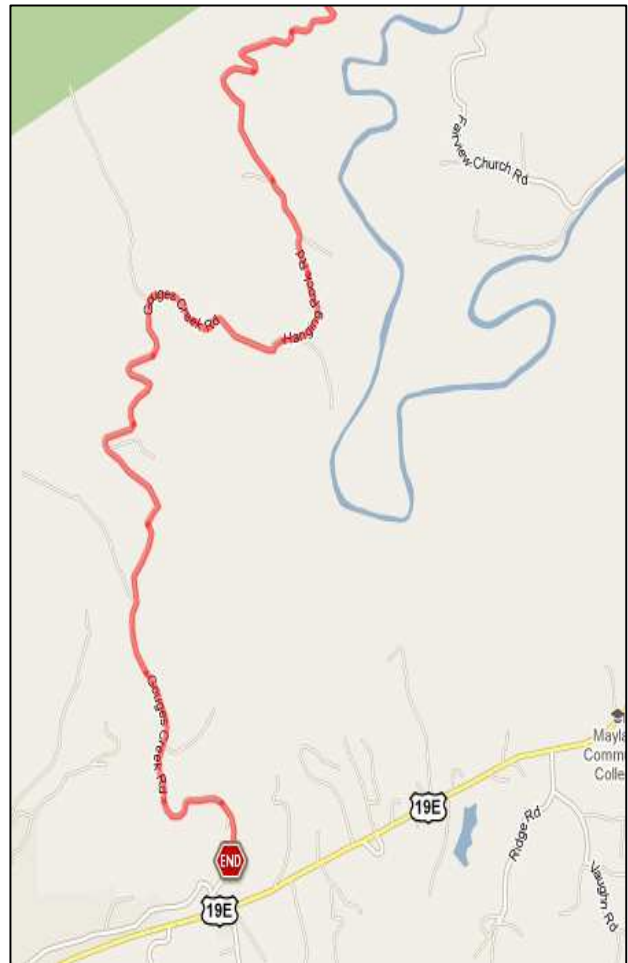 Fairview Church Rd
Hanging Rock Rd
Gouges Creek Rd
Gouges Creek Rd
Mayla
Commu
Colle
19E
Ridge Rd
Vaughn Rd
END
19E